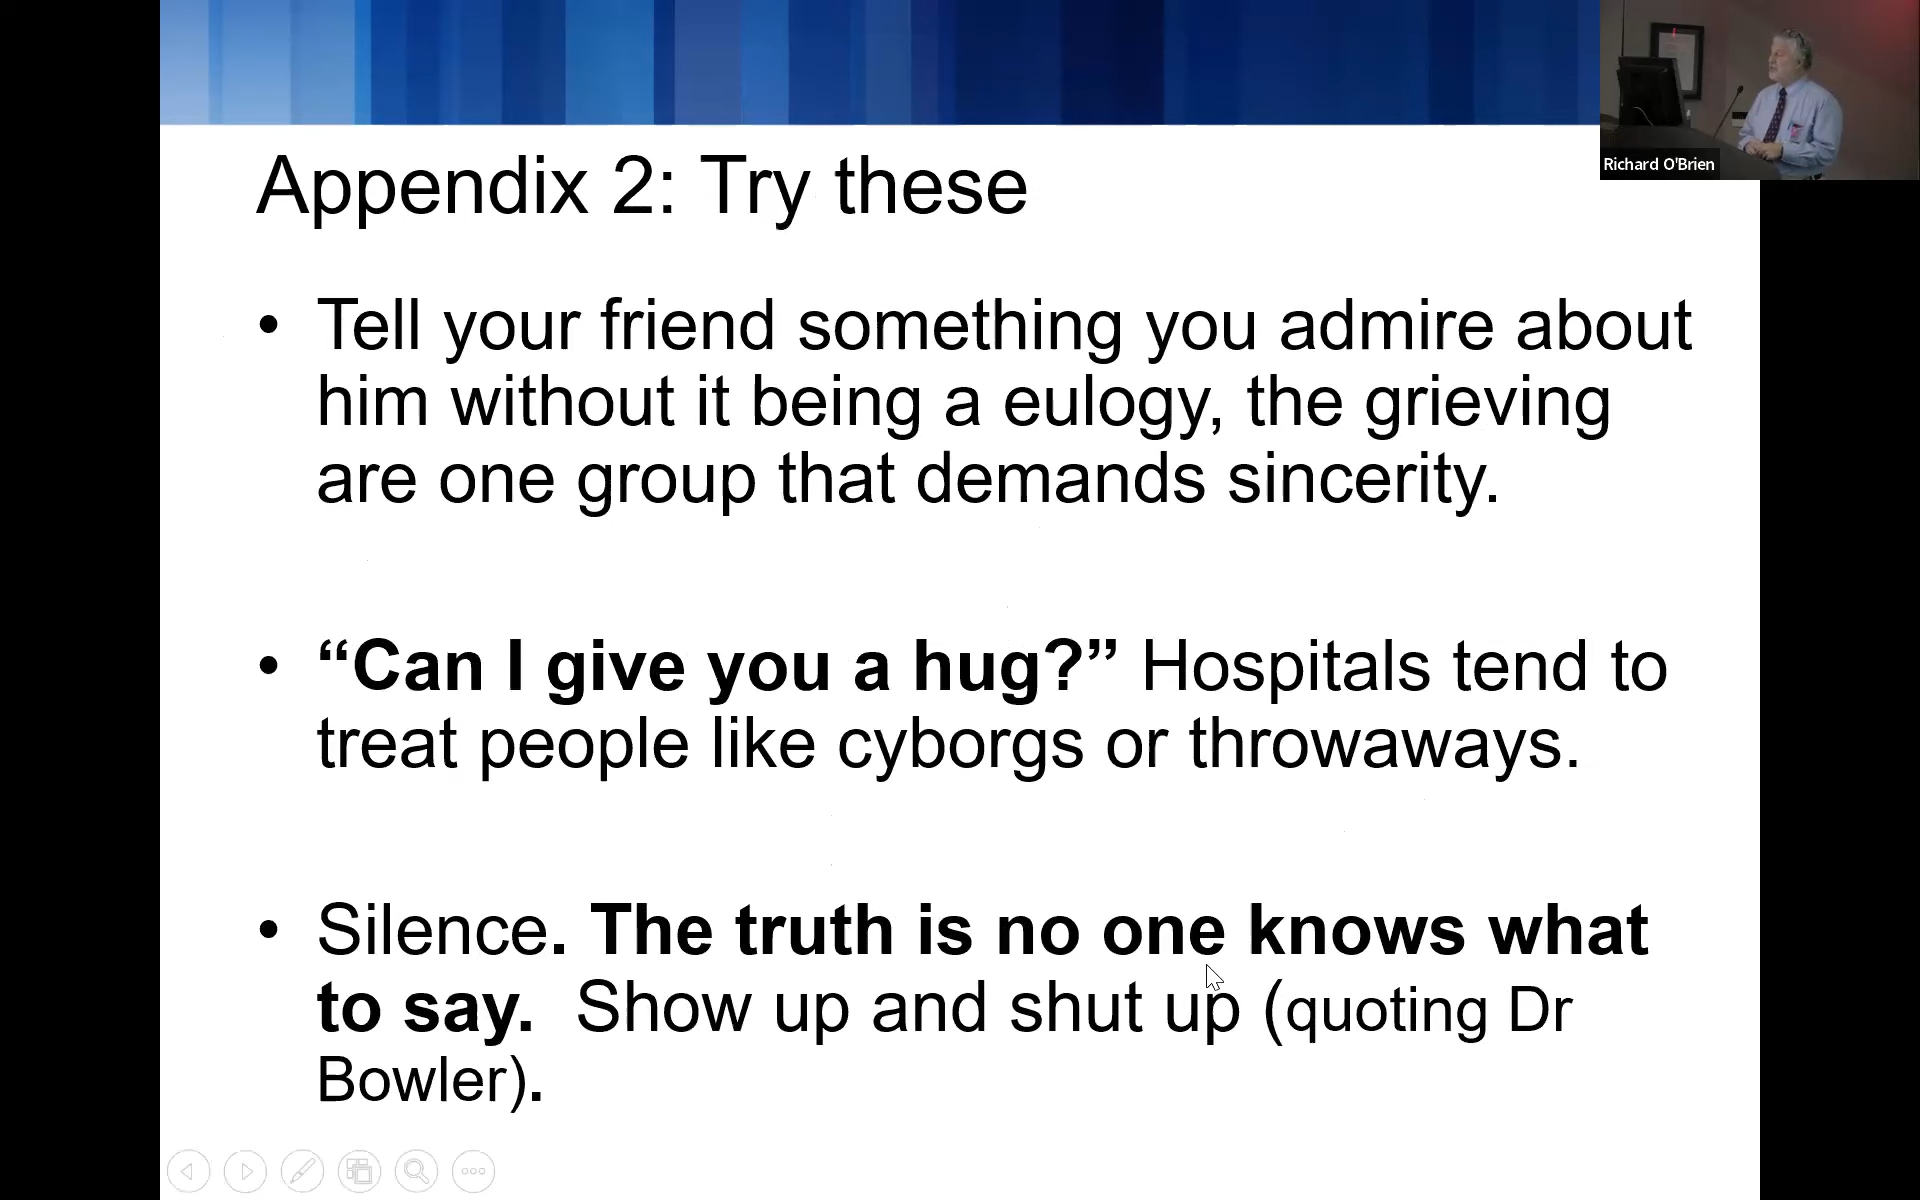 Richard O'Brien
Appendix 2: Try these
• Tell your friend something you admire about
him without it being a eulogy, the grieving
are one group that demands sincerity.
• “Can I give you a hug?” Hospitals tend to
treat people like cyborgs or throwaways.
• Silence. The truth is no one knows what
to say.  Show up and shut up (quoting Dr
Bowler).